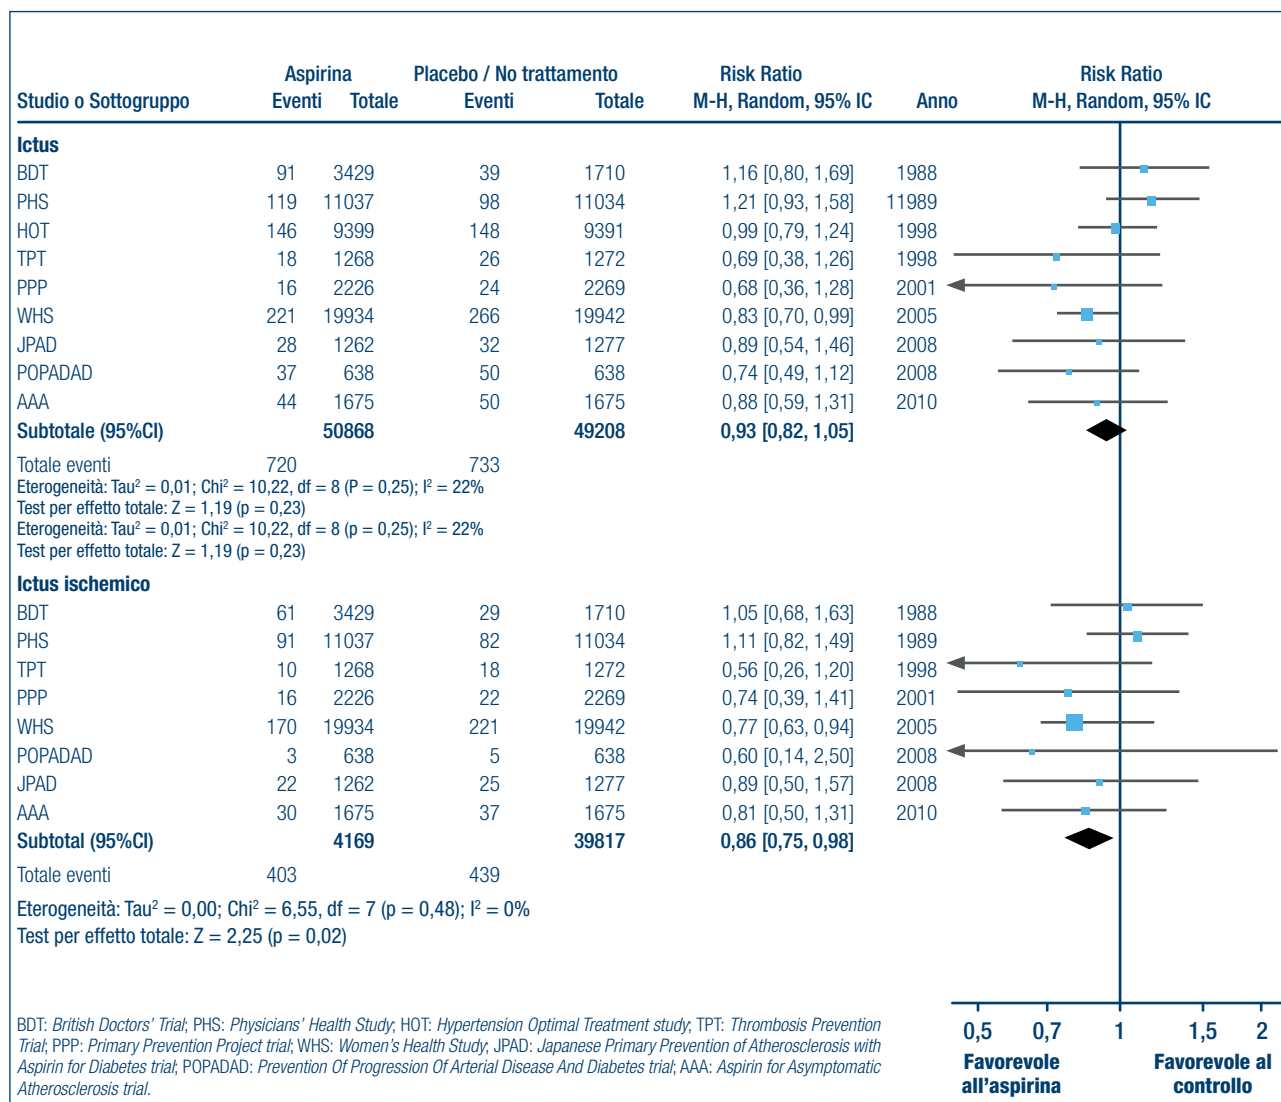 Aspirina Placebo / No trattamento Risk Ratio Risk Ratio
Studio o Sottogruppo Eventi Totale Eventi Totale M-H, Random, 95% IC Anno M-H, Random, 95% IC
Ictus
BDT 91 3429 39 1710 1,16 [0,80, 1,69] 1988
PHS 119 11037 98 11034 1,21 [0,93, 1,58] 11989
HOT 146 9399 148 9391 0,99 [0,79, 1,24] 1998
TPT 18 1268 26 1272 0,69 [0,38, 1,26] 1998
PPP 16 2226 24 2269 0,68 [0,36, 1,28] 2001
WHS 221 19934 266 19942 0,83 [0,70, 0,99] 2005
JPAD 28 1262 32 1277 0,89 [0,54, 1,46] 2008
POPADAD 37 638 50 638 0,74 [0,49, 1,12] 2008
AAA 44 1675 50 1675 0,88 [0,59, 1,31] 2010
Subtotale (95%CI) 50868 49208 0,93 [0,82, 1,05]
Totale eventi 720 733
Eterogeneità: Tau² = 0,01; Chi² = 10,22, df = 8 (P = 0,25); I² = 22%
Test per effetto totale: Z = 1,19 (p = 0,23)
Eterogeneità: Tau² = 0,01; Chi² = 10,22, df = 8 (p = 0,25); I² = 22%
Test per effetto totale: Z = 1,19 (p = 0,23)
Ictus ischemico
BDT 61 3429 29 1710 1,05 [0,68, 1,63] 1988
PHS 91 11037 82 11034 1,11 [0,82, 1,49] 1989
TPT 10 1268 18 1272 0,56 [0,26, 1,20] 1998
PPP 16 2226 22 2269 0,74 [0,39, 1,41] 2001
WHS 170 19934 221 19942 0,77 [0,63, 0,94] 2005
POPADAD 3 638 5 638 0,60 [0,14, 2,50] 2008
JPAD 22 1262 25 1277 0,89 [0,50, 1,57] 2008
AAA 30 1675 37 1675 0,81 [0,50, 1,31] 2010
Subtotal (95%CI) 4169 39817 0,86 [0,75, 0,98]
Totale eventi 403 439
Eterogeneità: Tau² = 0,00; Chi² = 6,55, df = 7 (p = 0,48); I² = 0%
Test per effetto totale: Z = 2,25 (p = 0,02)
0,5 0,7 1 1,5 2
Favorevole all'aspirina
Favorevole al controllo
BDT: British Doctors' Trial; PHS: Physicians' Health Study; HOT: Hypertension Optimal Treatment study; TPT: Thrombosis Prevention
Trial; PPP: Primary Prevention Project trial; WHS: Women's Health Study; JPAD: Japanese Primary Prevention of Atherosclerosis with
Aspirin for Diabetes trial; POPADAD: Prevention Of Progression Of Arterial Disease And Diabetes trial; AAA: Aspirin for Asymptomatic
Atherosclerosis trial.